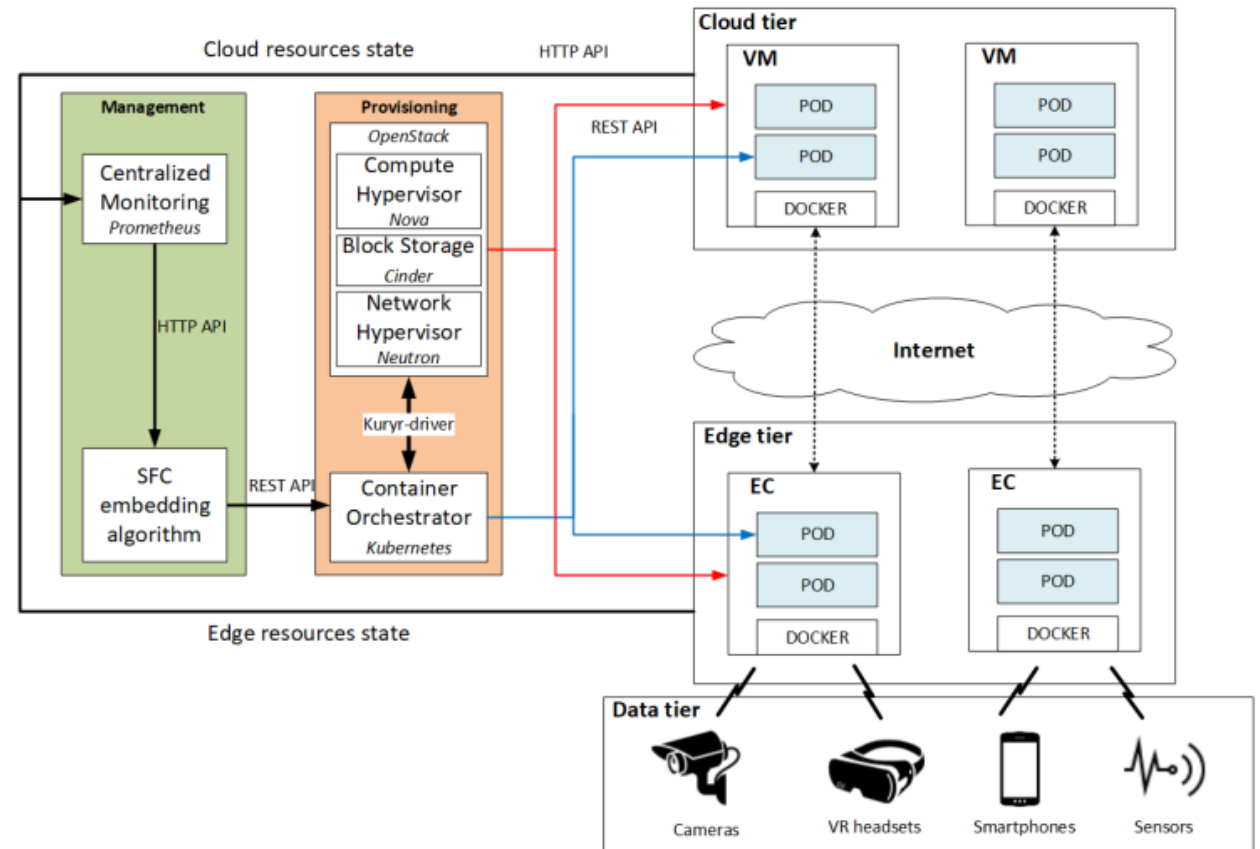 Cloud resources state
HTTP API
Cloud tier
VM
POD
POD
DOCKER
VM
POD
POD
DOCKER
REST API
Management
Centralized
Monitoring
Prometheus
HTTP API
SFC
embedding
algorithm
REST API
Provisioning
OpenStack
Compute
Hypervisor
Nova
Block Storage
Cinder
Network
Hypervisor
Neutron
Kuryr-driver
Container
Orchestrator
Kubernetes
Internet
Edge tier
EC
POD
POD
DOCKER
EC
POD
POD
DOCKER
Edge resources state
Data tier
Cameras
VR headsets
Smartphones
Sensors